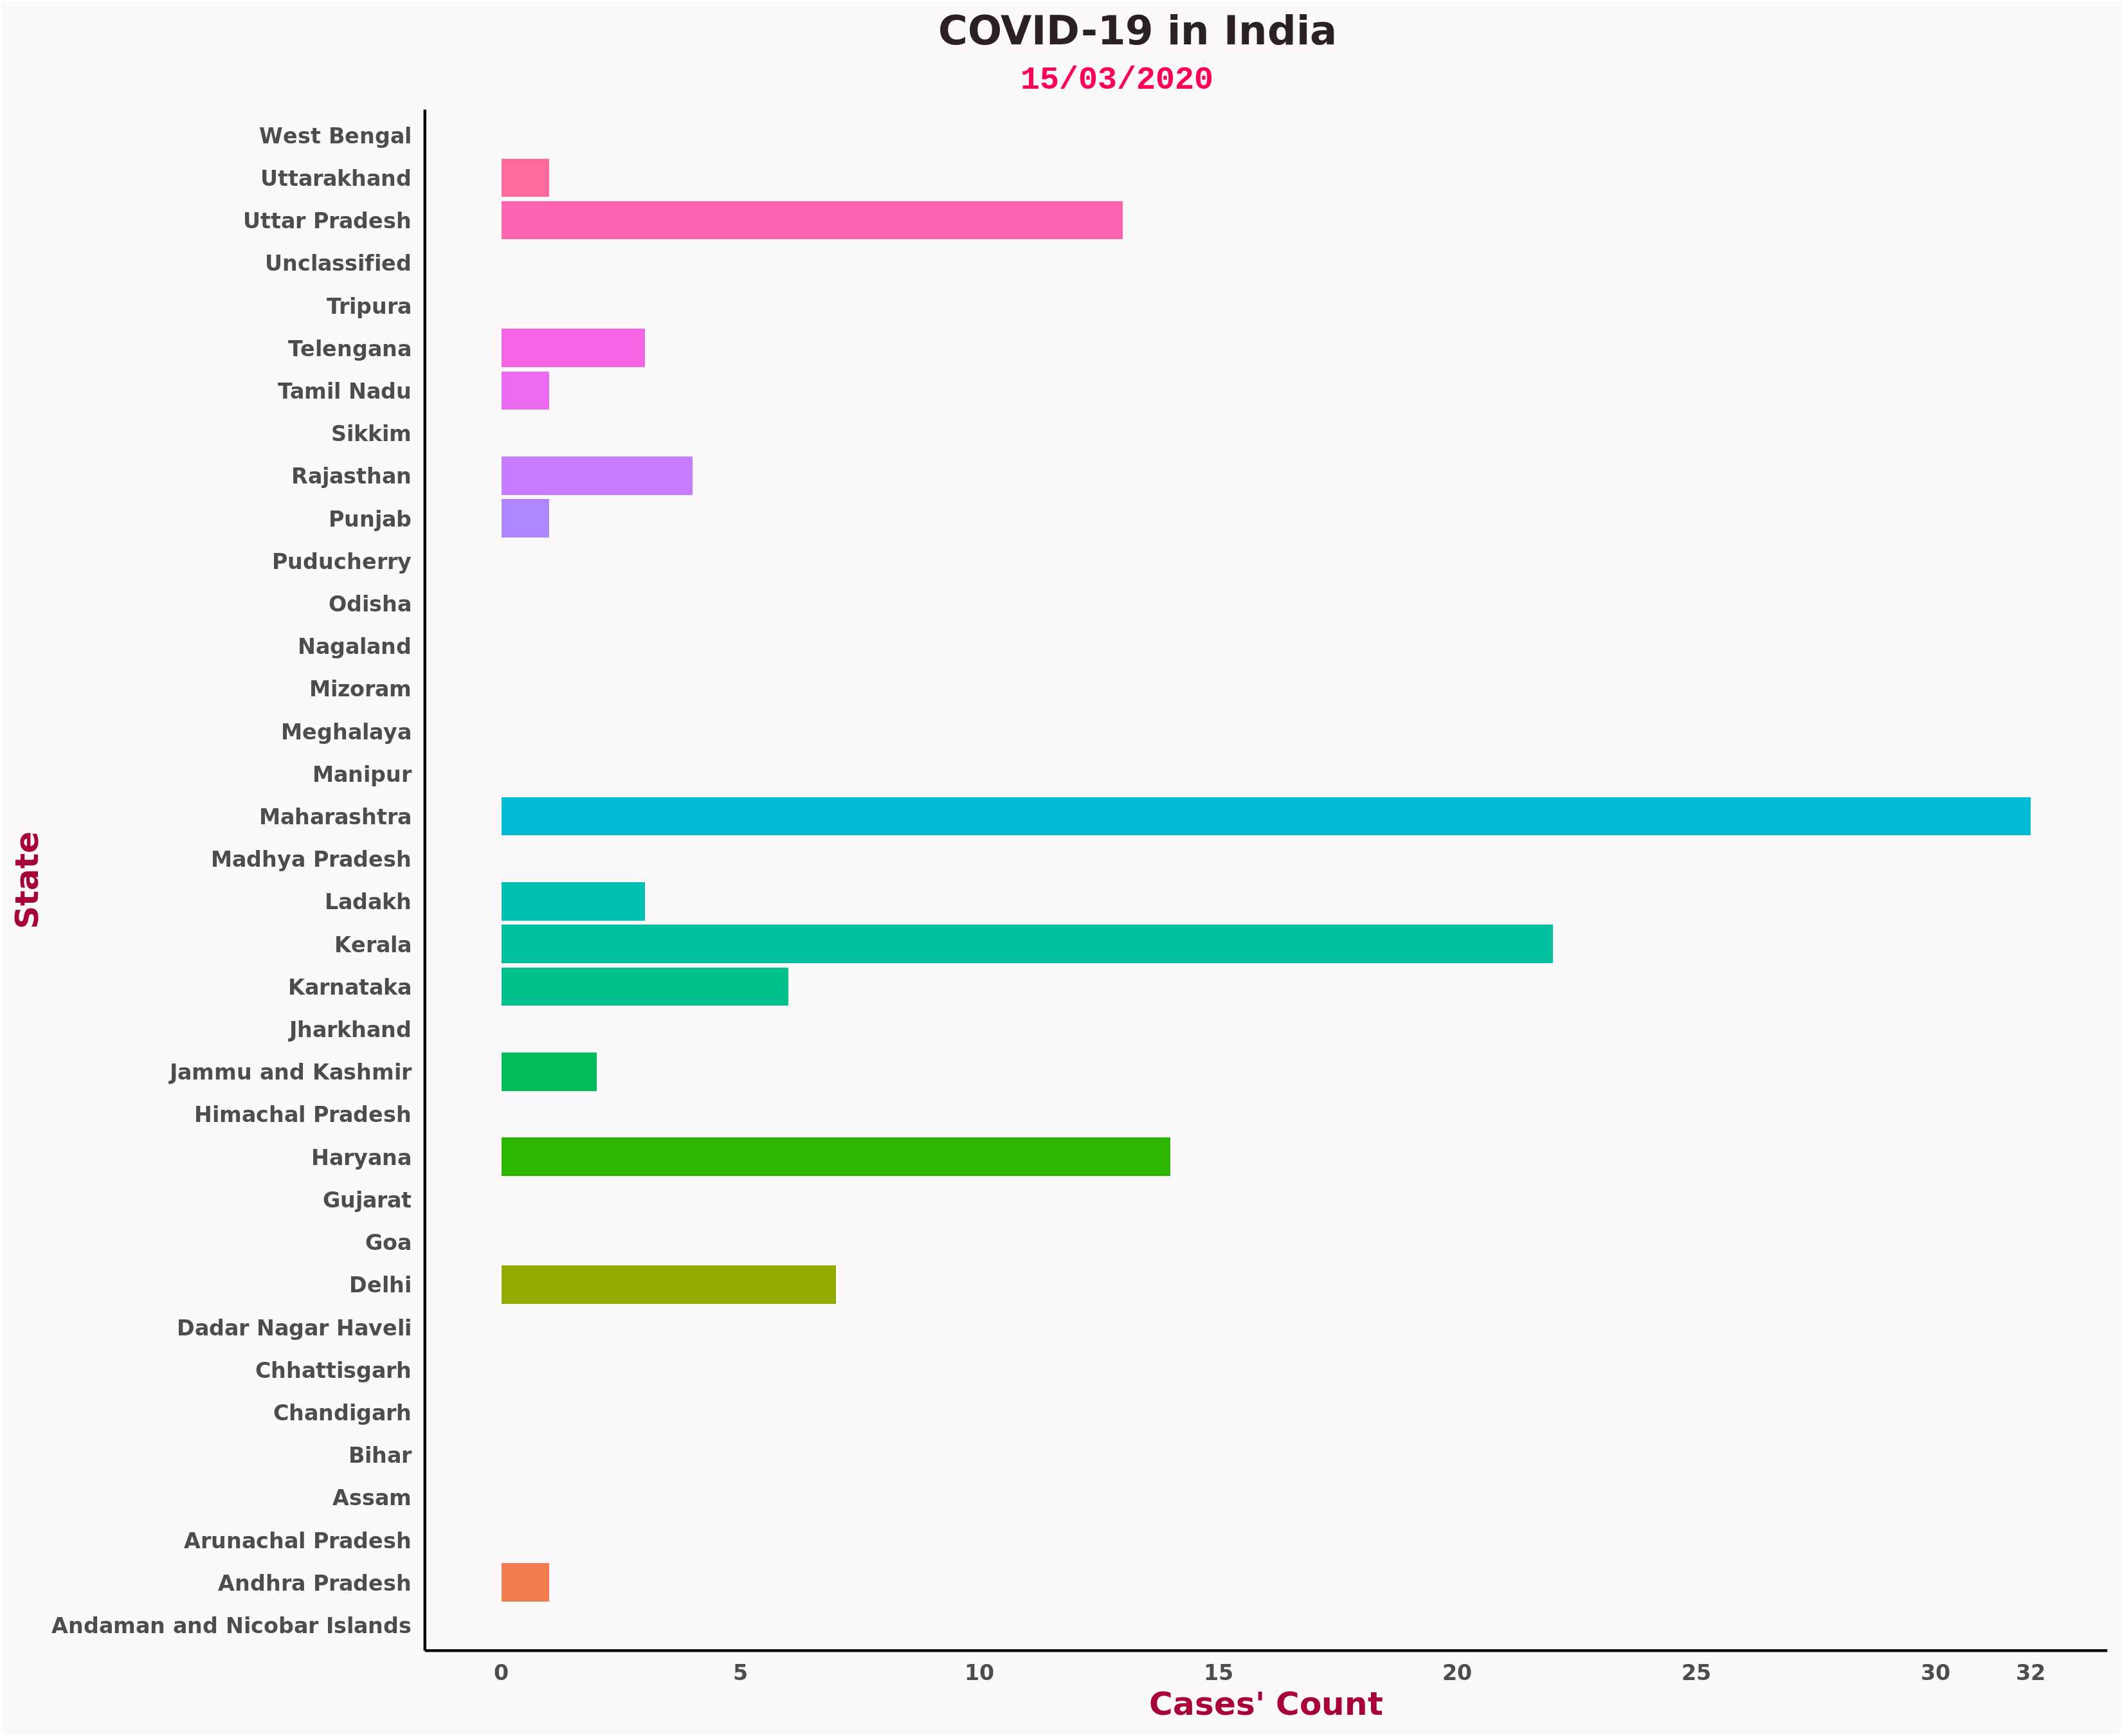 COVID-19 in India
15/03/2020
West Bengal
Uttarakhand
Uttar Pradesh
Unclassified
Tripura
Telengana
Tamil Nadu
Sikkim
Rajasthan
Punjab
Puducherry
Odisha
Nagaland
Mizoram
Meghalaya
Manipur
Maharashtra
Madhya Pradesh
Ladakh
Kerala
Karnataka
Jharkhand
Jammu and Kashmir
Himachal Pradesh
Haryana
Gujarat
Goa
Delhi
Dadar Nagar Haveli
Chhattisgarh
Chandigarh
Bihar
Assam
Arunachal Pradesh
Andhra Pradesh
Andaman and Nicobar Islands
State
0 5 10 15 20 25 30 32
Cases' Count